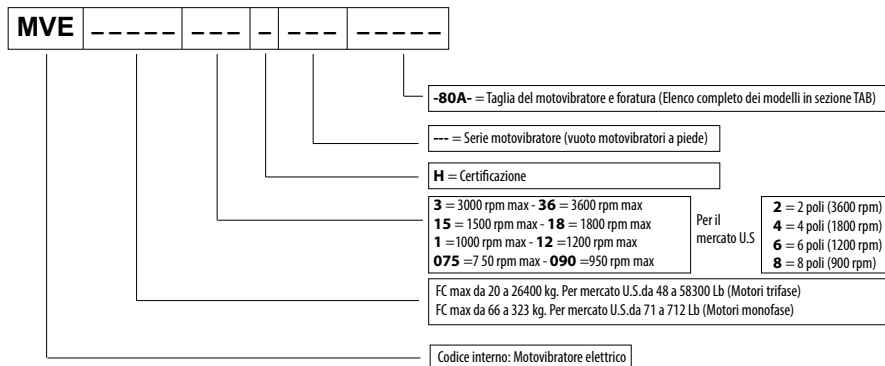 MVE _ _ _ _ _ _ _ _ _ _ _ _ _ _ _ _ _
-80A- = Taglia del motovibratore e foratura (Elenco completo dei modelli in sezione TAB)
--- = Serie motovibratore (vuoto motovibratori a piede)
H = Certificazione
3 = 3000 rpm max - 36 = 3600 rpm max
15 = 1500 rpm max - 18 = 1800 rpm max
1 =1000 rpm max - 12 =1200 rpm max
075 =7 50 rpm max - 090 =950 rpm max
Per il
mercato U.S
2 = 2 poli (3600 rpm)
4 = 4 poli (1800 rpm)
6 = 6 poli (1200 rpm)
8 = 8 poli (900 rpm)
FC max da 20 a 26400 kg. Per mercato U.S.da 48 a 58300 Lb (Motori trifase)
FC max da 66 a 323 kg. Per mercato U.S.da 71 a 712 Lb (Motori monofase)
Codice interno: Motovibratore elettrico